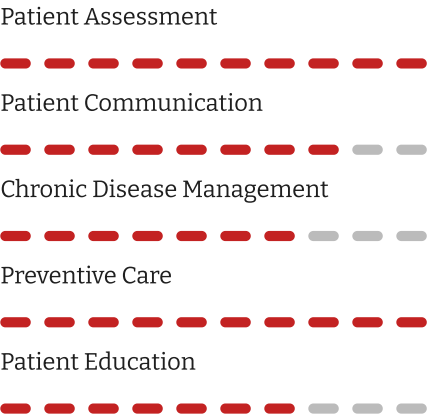 Patient Assessment
Patient Communication
Chronic Disease Management
Preventive Care
Patient Education